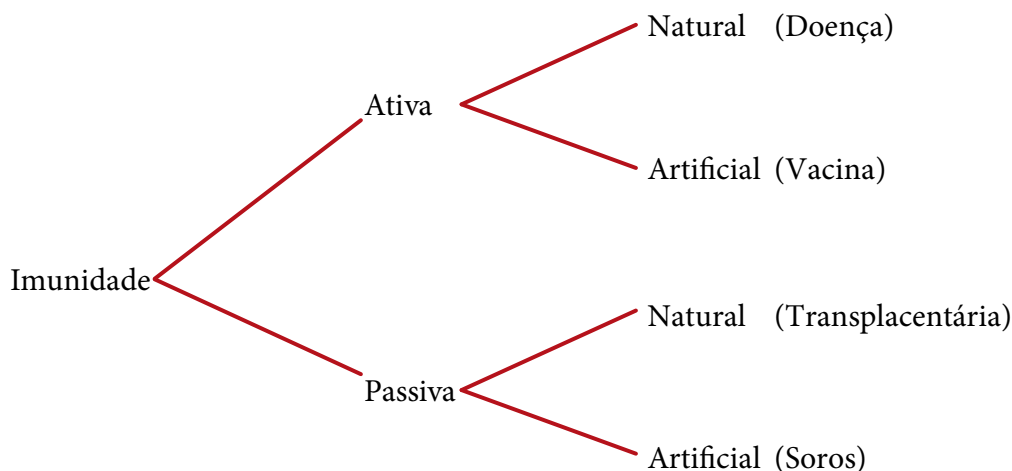 Natural (Doença)
Ativa
Artificial (Vacina)
Imunidade
Natural (Transplacentária)
Passiva
Artificial (Soros)